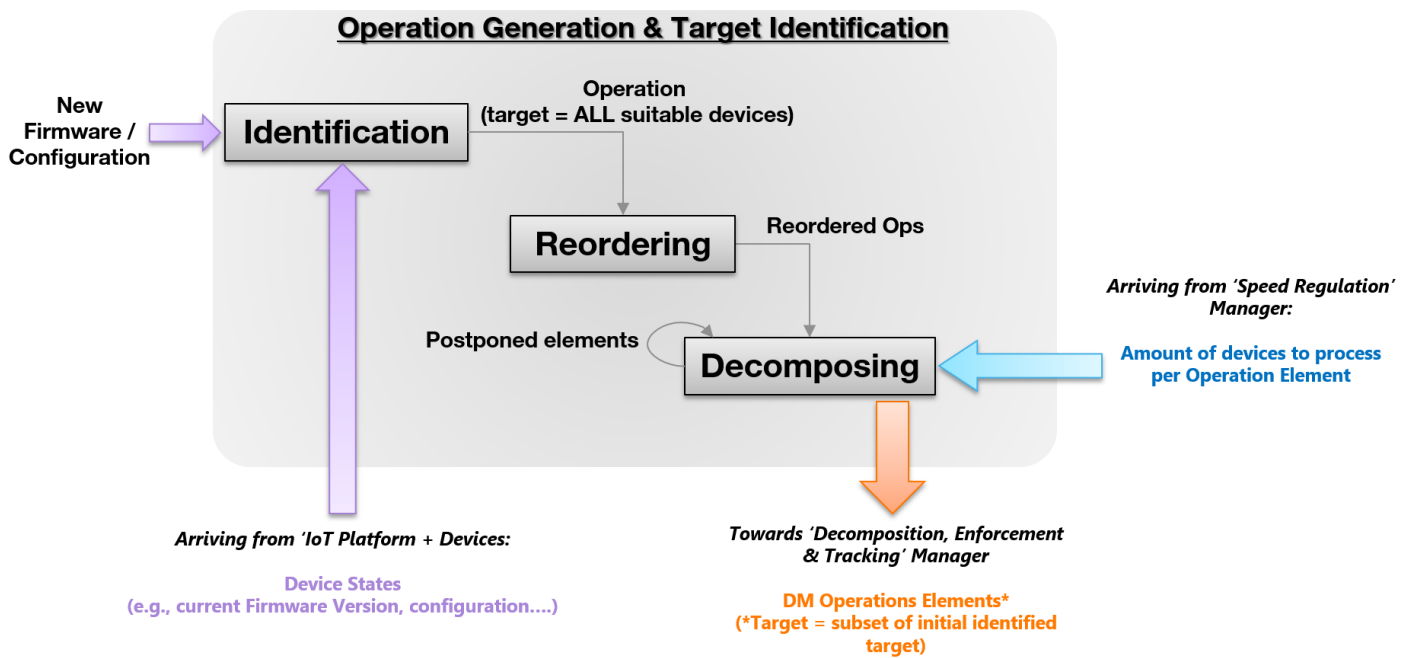 Operation Generation & Target Identification
New
Firmware /
Configuration
Identification
Operation
(target = ALL suitable devices)
Reordering
Reordered Ops
Postponed elements
Decomposing
Arriving from ‘Speed Regulation’
Manager:
Amount of devices to process
per Operation Element
Arriving from ‘IoT Platform + Devices:
Device States
(e.g., current Firmware Version, configuration….)
Towards ‘Decomposition, Enforcement
& Tracking’ Manager
DM Operations Elements*
(*Target = subset of initial identified
target)